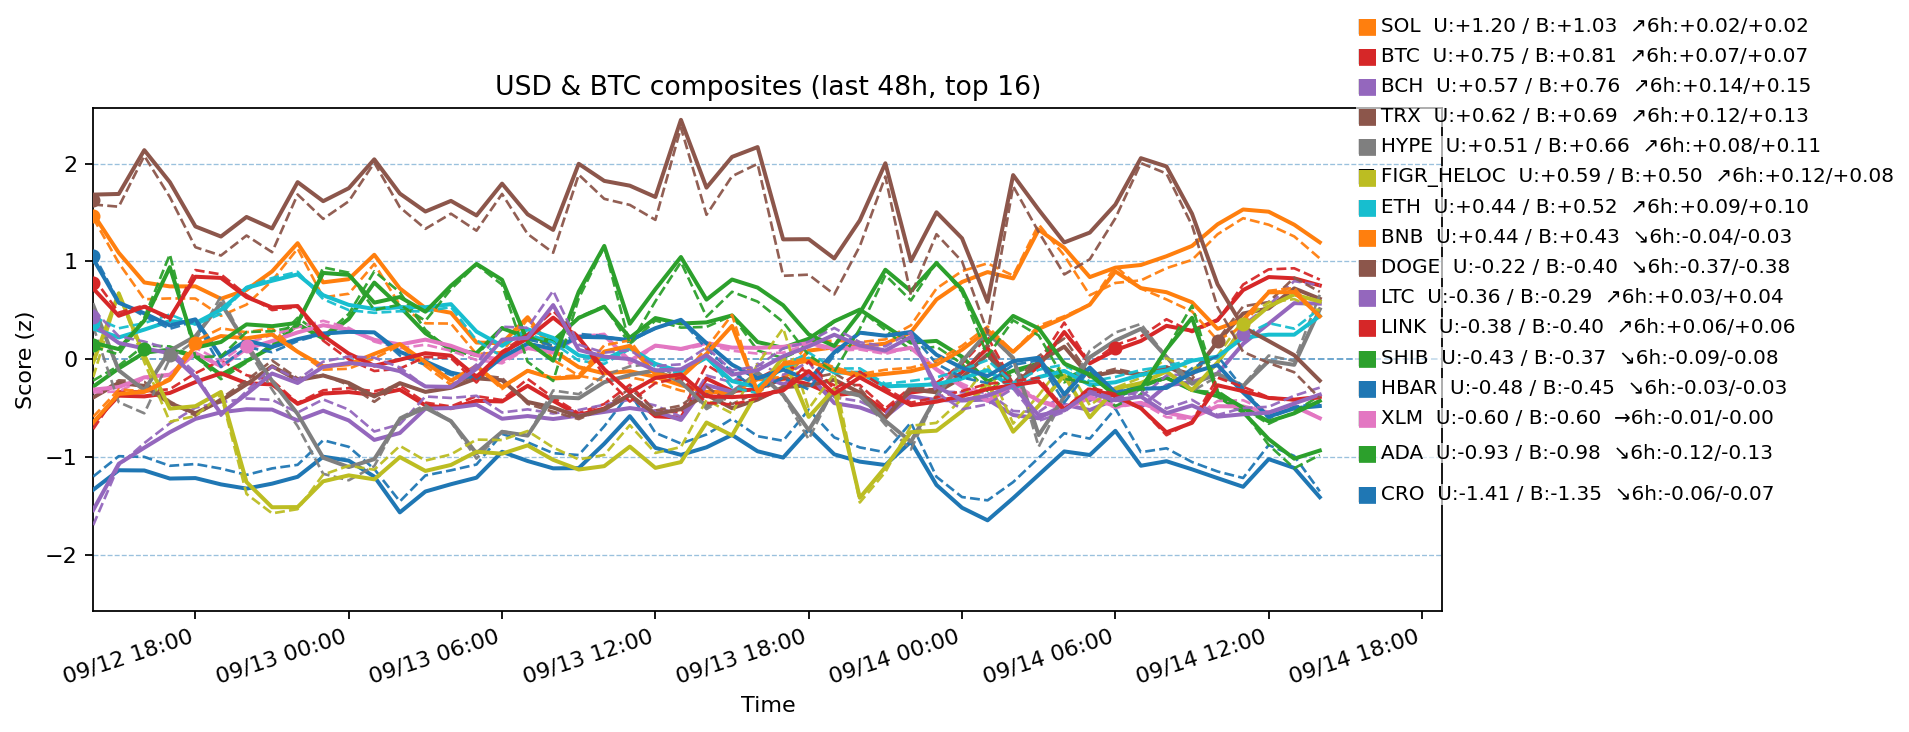 SOL  U:+1.20 / B:+1.03  ↗6h:+0.02/+0.02
BTC  U:+0.75 / B:+0.81  ↗6h:+0.07/+0.07
USD & BTC composites (last 48h, top 16)
BCH  U:+0.57 / B:+0.76  ↗6h:+0.14/+0.15
TRX  U:+0.62 / B:+0.69  ↗6h:+0.12/+0.13
HYPE  U:+0.51 / B:+0.66  ↗6h:+0.08/+0.11
FIGR_HELOC  U:+0.59 / B:+0.50  ↗6h:+0.12/+0.08
ETH  U:+0.44 / B:+0.52  ↗6h:+0.09/+0.10
BNB  U:+0.44 / B:+0.43  ↘6h:-0.04/-0.03
DOGE  U:-0.22 / B:-0.40  ↘6h:-0.37/-0.38
LTC  U:-0.36 / B:-0.29  ↗6h:+0.03/+0.04
LINK  U:-0.38 / B:-0.40  ↗6h:+0.06/+0.06
SHIB  U:-0.43 / B:-0.37  ↘6h:-0.09/-0.08
HBAR  U:-0.48 / B:-0.45  ↘6h:-0.03/-0.03
XLM  U:-0.60 / B:-0.60  →6h:-0.01/-0.00
ADA  U:-0.93 / B:-0.98  ↘6h:-0.12/-0.13
CRO  U:-1.41 / B:-1.35  ↘6h:-0.06/-0.07
Score (z)
2
1
0
−1
−2
09/12 18:00
09/13 00:00
09/13 06:00
09/13 12:00
09/13 18:00
09/14 00:00
09/14 06:00
09/14 12:00
09/14 18:00
Time